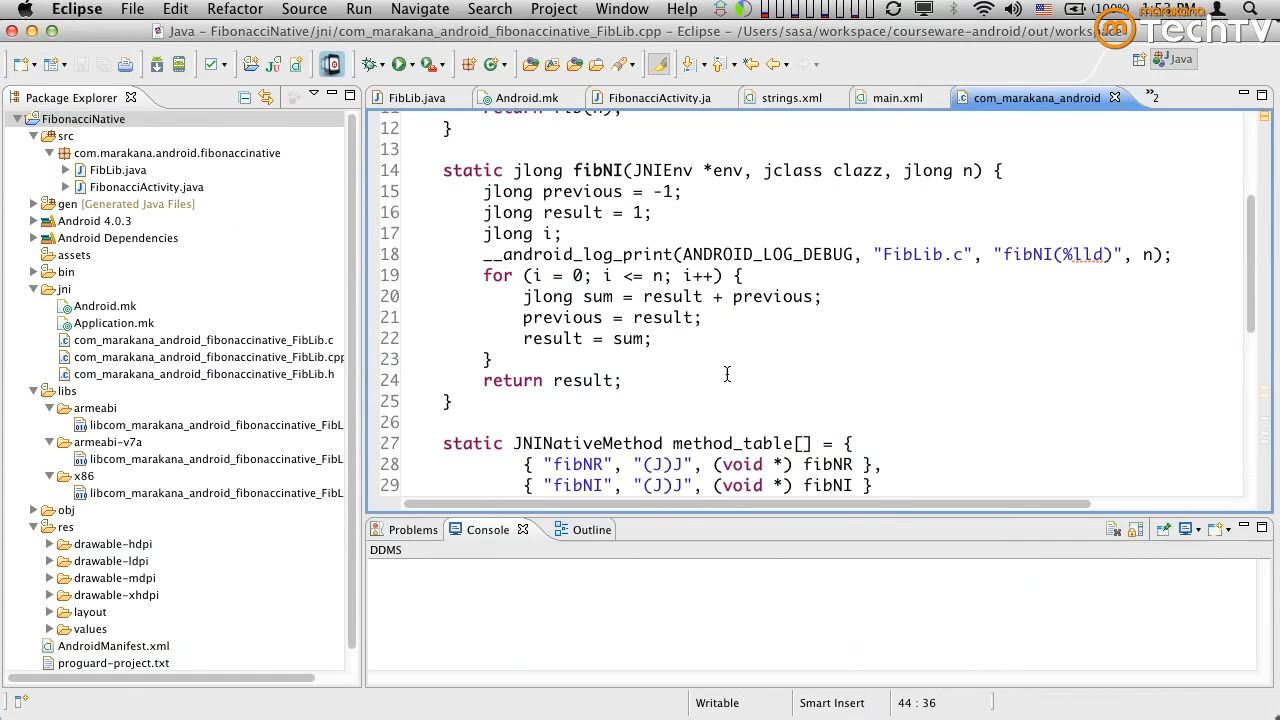 Eclipse File Edit Refactor Source Run Navigate Search Project Window Help (100%)
marakana
TechTV
Java – FibonacciNative/jni/com_marakana_android_fibonaccinative_FibLib.cpp – Eclipse – /Users/sasa/workspace/courseware-android/out/workspace
Java
Package Explorer
FibLib.java Android.mk FibonacciActivity.ja strings.xml main.xml com_marakana_android »2
FibonacciNative
src
com.marakana.android.fibonaccinative
FibLib.java
FibonacciActivity.java
gen [Generated Java Files]
Android 4.0.3
Android Dependencies
assets
bin
jni
Android.mk
Application.mk
com_marakana_android_fibonaccinative_FibLib.c
com_marakana_android_fibonaccinative_FibLib.cpp
com_marakana_android_fibonaccinative_FibLib.h
libs
armeabi
libcom_marakana_android_fibonaccinative_FibL
armeabi-v7a
libcom_marakana_android_fibonaccinative_FibL
x86
libcom_marakana_android_fibonaccinative_FibL
obj
res
drawable-hdpi
drawable-ldpi
drawable-mdpi
drawable-xhdpi
layout
values
AndroidManifest.xml
proguard-project.txt
11 return fib(n);
12 }
13
14 static jlong fibNI(JNIEnv *env, jclass clazz, jlong n) {
15 jlong previous = -1;
16 jlong result = 1;
17 jlong i;
18 __android_log_print(ANDROID_LOG_DEBUG, "FibLib.c", "fibNI(%lld)", n);
19 for (i = 0; i <= n; i++) {
20 jlong sum = result + previous;
21 previous = result;
22 result = sum;
23 }
24 return result;
25 }
26
27 static JNINativeMethod method_table[] = {
28 { "fibNR", "(J)J", (void *) fibNR },
29 { "fibNI", "(J)J", (void *) fibNI }
Problems Console Outline
DDMS
Writable Smart Insert 44 : 36